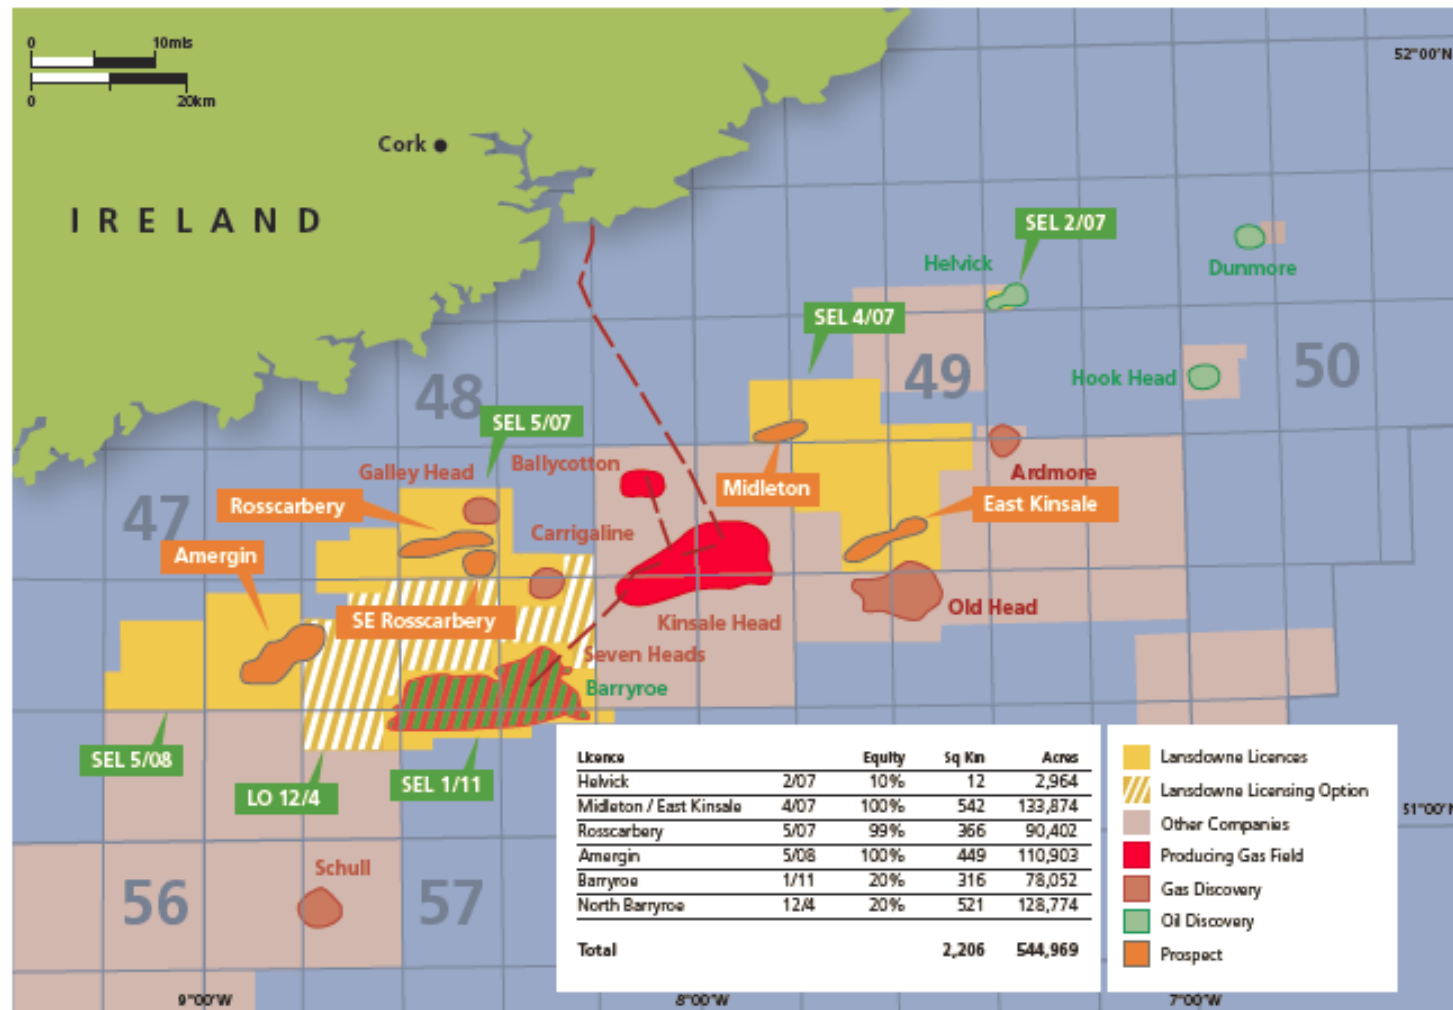 0 10mls
0 20km
52°00'N
Cork
IRELAND
SEL 2/07
Helvick
Dunmore
SEL 4/07
49
50
Hook Head
48
SEL 5/07
Galley Head
Ballycotton
Ardmore
Midleton
East Kinsale
Rosscarbery
47
Carrigaline
Amergin
Old Head
SE Rosscarbery
Kinsale Head
Seven Heads
Barryroe
SEL 5/08
LO 12/4
SEL 1/11
Licence Equity Sq Km Acres
Helvick 2/07 10% 12 2,964
Midleton / East Kinsale 4/07 100% 542 133,874
Rosscarbery 5/07 99% 366 90,402
Amergin 5/08 100% 449 110,903
Barryroe 1/11 20% 316 78,052
North Barryroe 12/4 20% 521 128,774
Total 2,206 544,969
Lansdowne Licences
Lansdowne Licensing Option
Other Companies
Producing Gas Field
Gas Discovery
Oil Discovery
Prospect
51°00'N
Schull
56
57
9°00'W
8°00'W
7°00'W